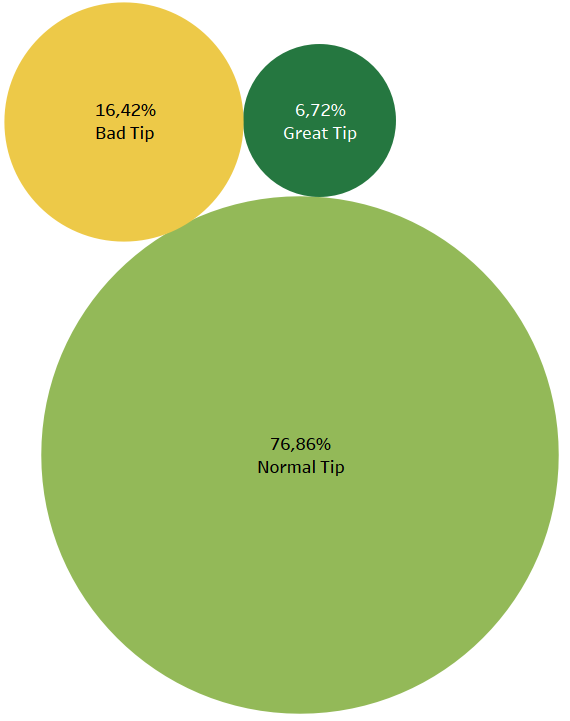 16,42%
Bad Tip
6,72%
Great Tip
76,86%
Normal Tip